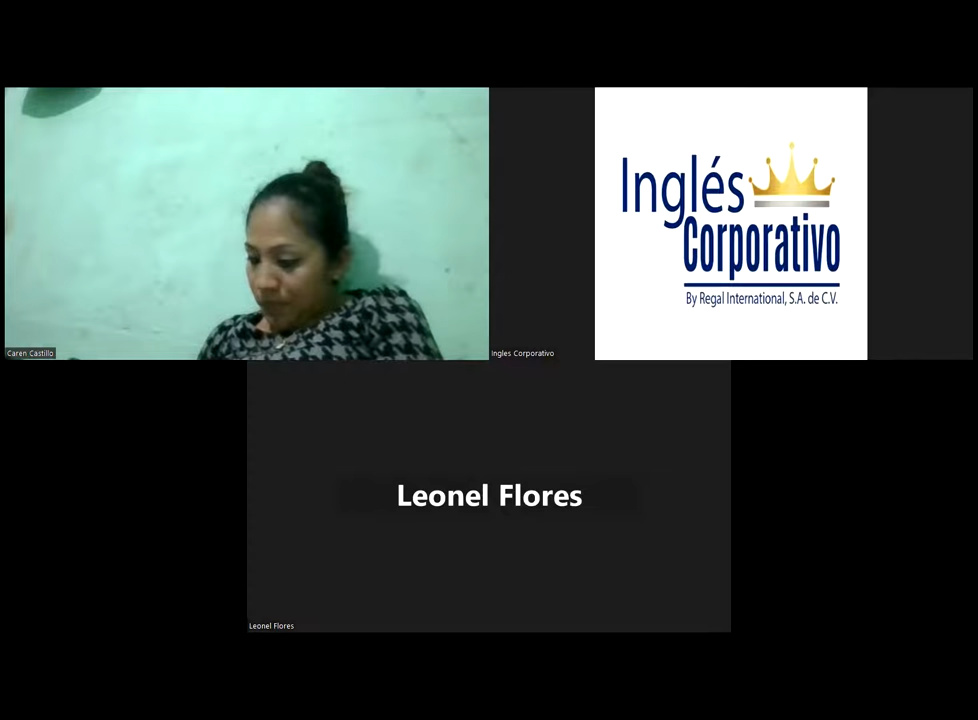 Caren Castillo
Inglés
Corporativo
By Regal International, S.A. de C.V.
Ingles Corporativo
Leonel Flores
Leonel Flores